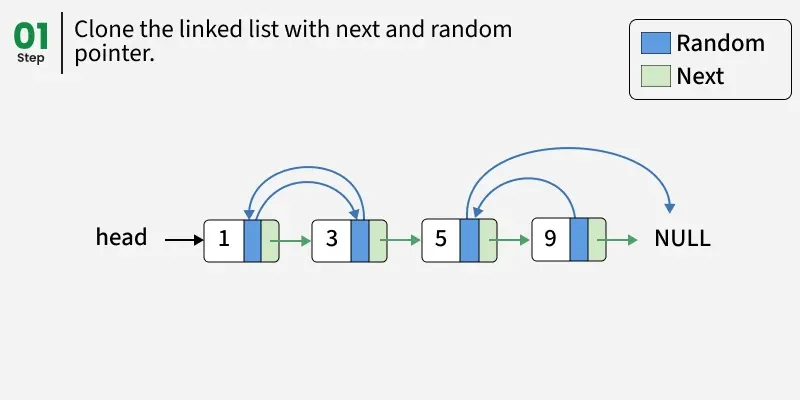 01
Step
Clone the linked list with next and random
pointer.
Random
Next
head
1
3
5
9
NULL